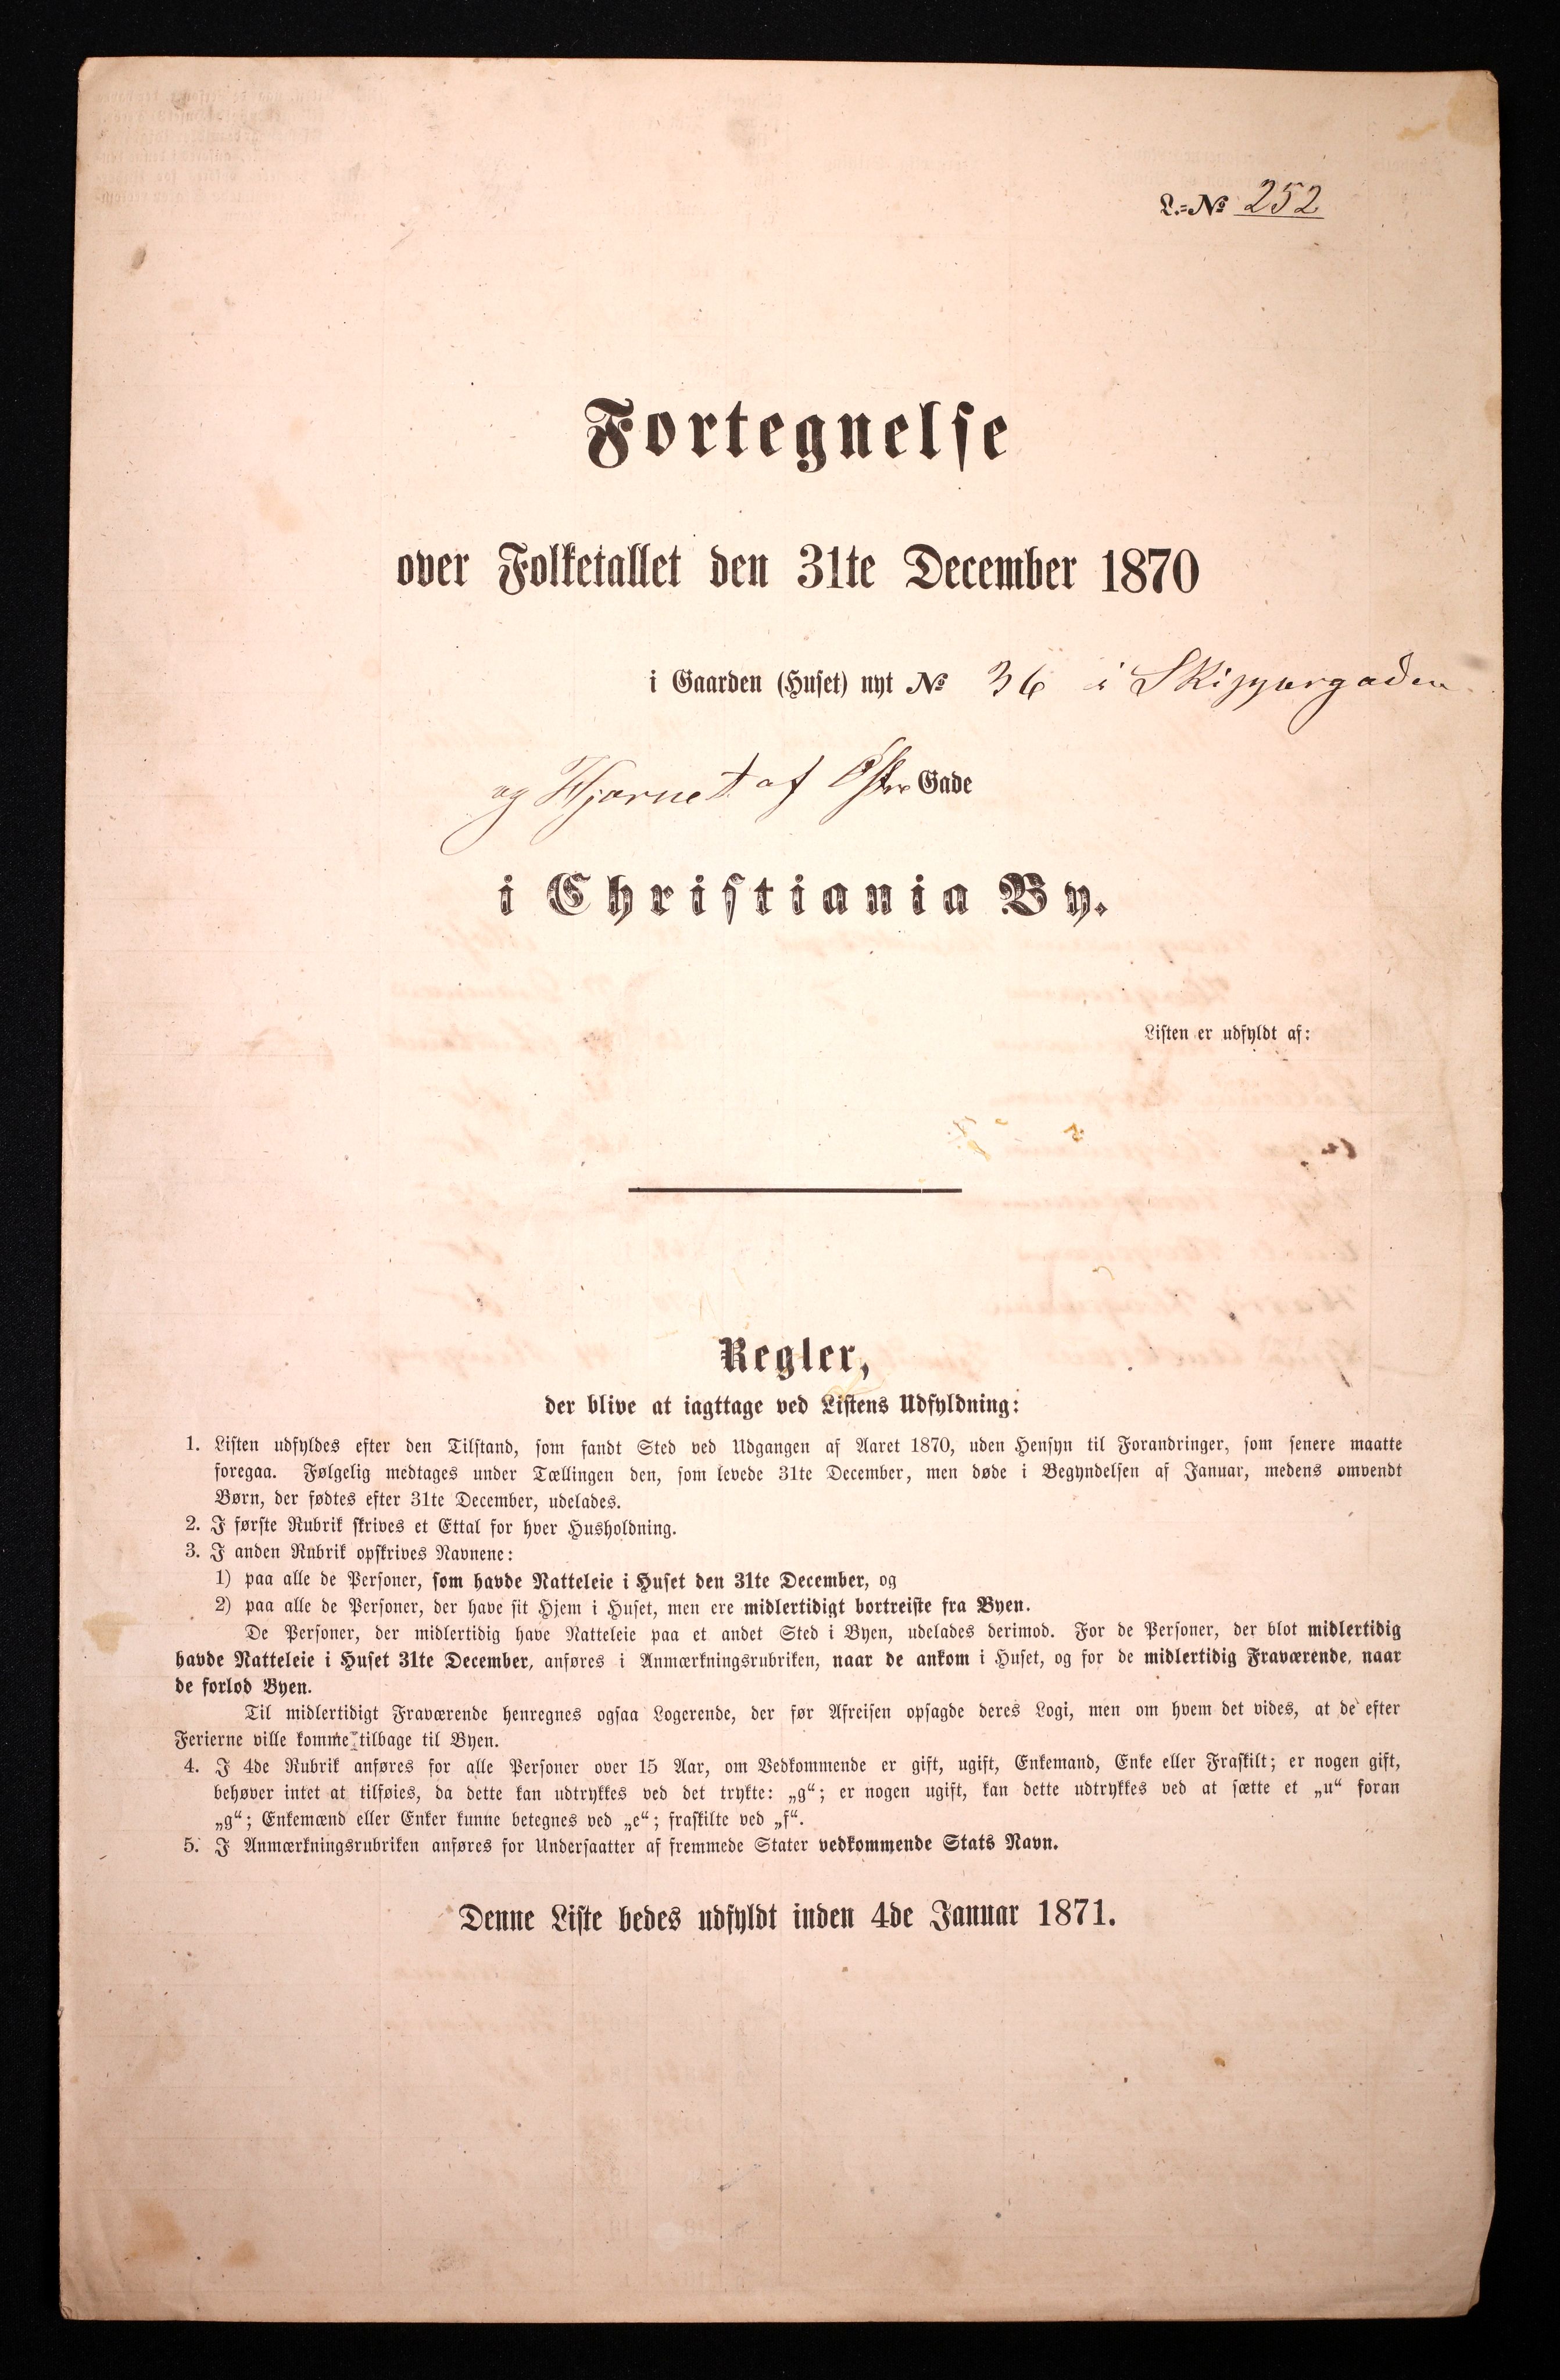 L.=№ 252
Fortegnelse
over Folketallet den 31te December 1870
i Gaarden (Huset) nyt № 36 i Skippergaden
og Hjørnet af Østre Gade
i Christiania By.
Listen er udfyldt af:
Regler,
der blive at iagttage ved Listens Udfyldning:
1. Listen udfyldes efter den Tilstand, som fandt Sted ved Udgangen af Aaret 1870, uden Hensyn til Forandringer, som senere maatte
foregaa. Følgelig medtages under Tællingen den, som levede 31te December, men døde i Begyndelsen af Januar, medens omvendt
Børn, der fødtes efter 31te December, udelades.
2. I første Rubrik skrives et Ettal for hver Husholdning.
3. I anden Rubrik opskrives Navnene:
1) paa alle de Personer, som havde Natteleie i Huset den 31te December, og
2) paa alle de Personer, der have sit Hjem i Huset, men ere midlertidigt bortreiste fra Byen.
De Personer, der midlertidig have Natteleie paa et andet Sted i Byen, udelades derimod. For de Personer, der blot midlertidig
havde Natteleie i Huset 31te December, anføres i Anmærkningsrubriken, naar de ankom i Huset, og for de midlertidig Fraværende, naar
de forlod Byen.
Til midlertidigt Fraværende henregnes ogsaa Logerende, der før Afreisen opsagde deres Logi, men om hvem det vides, at de efter
Ferierne ville komme tilbage til Byen.
4. I 4de Rubrik anføres for alle Personer over 15 Aar, om Vedkommende er gift, ugift, Enkemand, Enke eller Fraskilt; er nogen gift,
behøver intet at tilføies, da dette kan udtrykkes ved det trykte: „g“; er nogen ugift, kan dette udtrykkes ved at sætte et „u“ foran
„g“; Enkemænd eller Enker kunne betegnes ved „e“; fraskilte ved „f“.
5. I Anmærkningsrubriken anføres for Undersaatter af fremmede Stater vedkommende Stats Navn.
Denne Liste bedes udfyldt inden 4de Januar 1871.